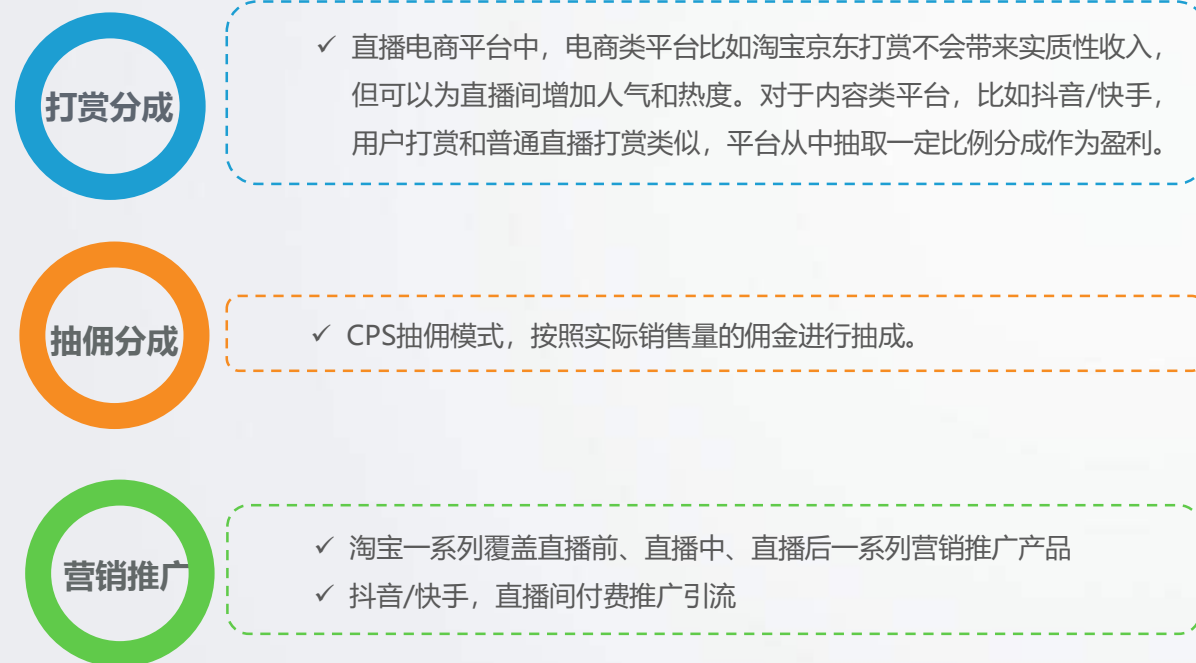 打赏分成
✓ 直播电商平台中，电商类平台比如淘宝京东打赏不会带来实质性收入，
但可以为直播间增加人气和热度。对于内容类平台，比如抖音/快手，
用户打赏和普通直播打赏类似，平台从中抽取一定比例分成作为盈利。
抽佣分成
✓ CPS抽佣模式，按照实际销售量的佣金进行抽成。
营销推广
✓ 淘宝一系列覆盖直播前、直播中、直播后一系列营销推广产品
✓ 抖音/快手，直播间付费推广引流